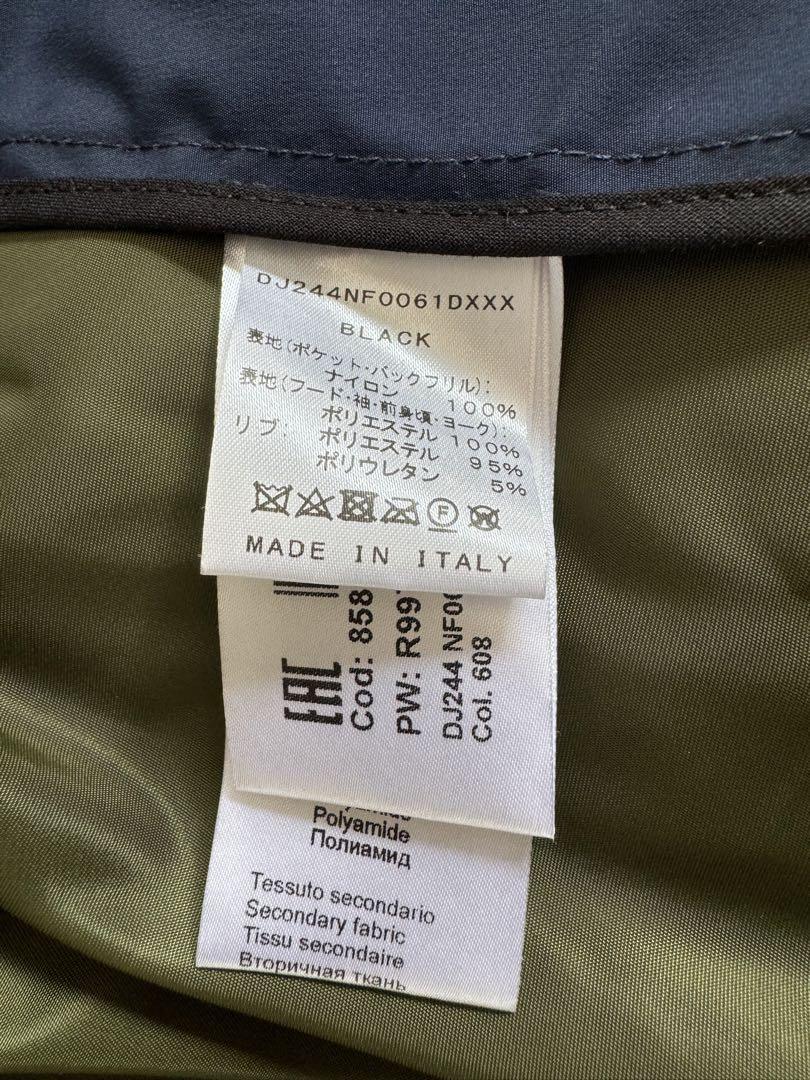 DJ244NF0061DXXX
BLACK
表地(ポケット・バックフリル):
ナイロン 100%
表地(フード・袖・前身頃・ヨーク):
ポリエステル 100%
リブ: ポリエステル 95%
ポリウレタン 5%
F
W
MADE IN ITALY
EAC
Cod: 858
PW: R99
DJ244 NF00
Col. 608
Polyamide
Полиамид
Tessuto secondario
Secondary fabric
Tissu secondaire
Вторичная ткань